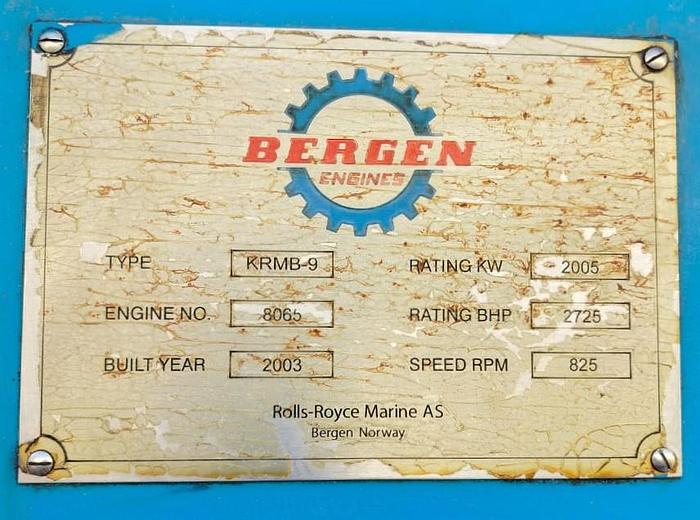 BERGEN
ENGINES
TYPE KRMB-9 RATING KW 2005
ENGINE NO. 8065 RATING BHP 2725
BUILT YEAR 2003 SPEED RPM 825
Rolls-Royce Marine AS
Bergen Norway